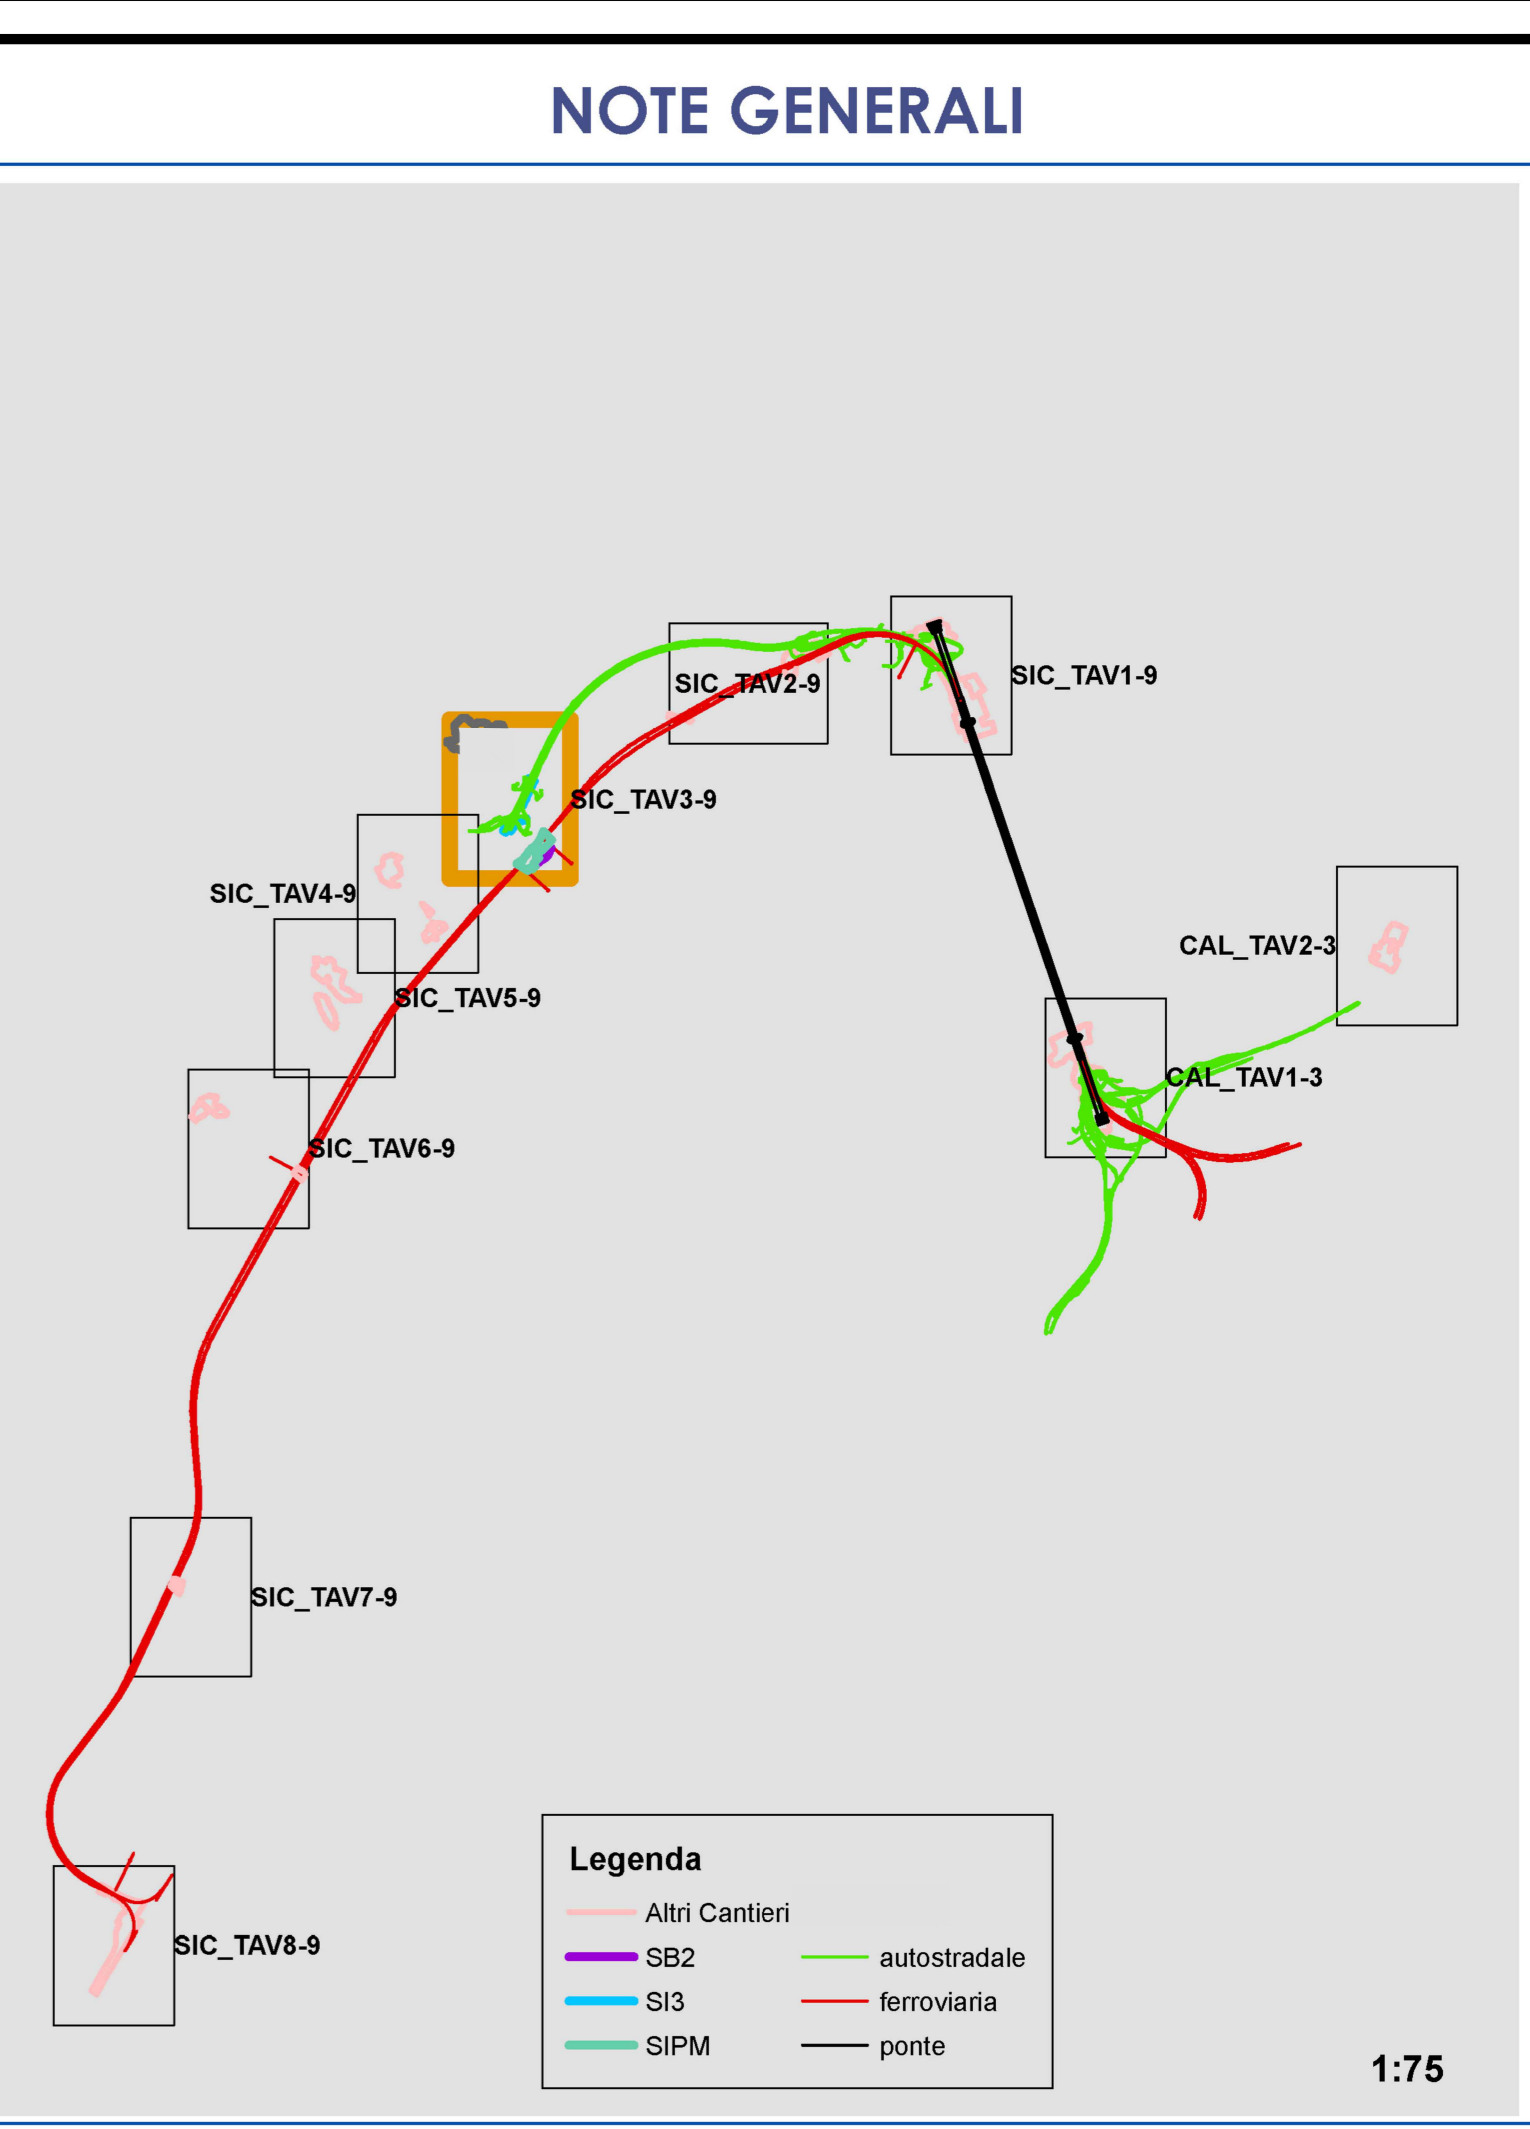 NOTE GENERALI
SIC_TAV1-9
SIC_TAV2-9
SIC_TAV3-9
SIC_TAV4-9
CAL_TAV2-3
SIC_TAV5-9
CAL_TAV1-3
SIC_TAV6-9
SIC_TAV7-9
SIC_TAV8-9
Legenda
Altri Cantieri
SB2 autostradale
SI3 ferroviaria
SIPM ponte
1:75